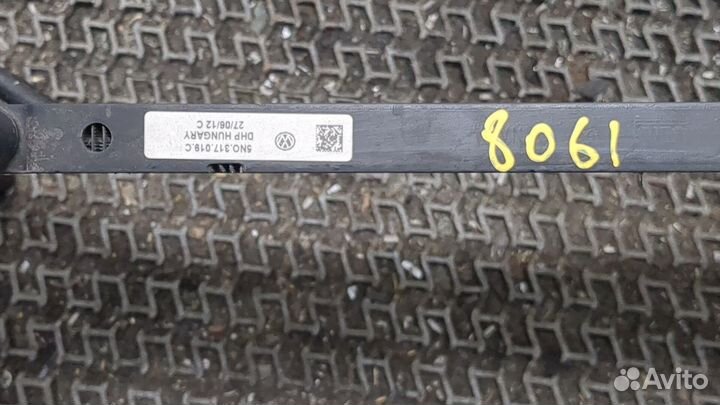 5N0.317.019.C
DHP HUNGARY
27/06/12 C
8061
Avito